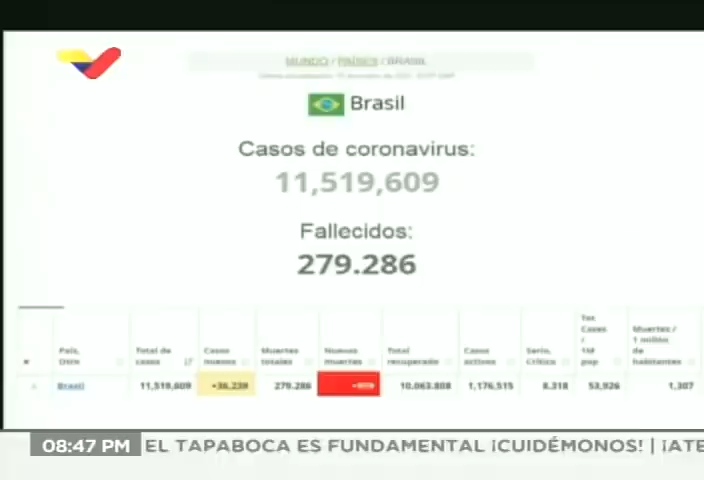 MUNDO / PAÍSES / BRASIL
Brasil
Casos de coronavirus:
11,519,609
Fallecidos:
279.286
#
País,
Otro
Total de
casos
Casos
nuevos
Muertes
totales
Nuevas
muertes
Total
recuperado
Casos
activos
Serio,
Crítico
Tot
Casos
/
1M
pop
Muertes /
1 millón
de
habitantes
Brasil
11,519,609
+36,239
279.286
10,063.808
1,176,515
8.318
53,926
1,307
08:47 PM
EL TAPABOCA ES FUNDAMENTAL ¡CUIDÉMONOS! | ¡ATE